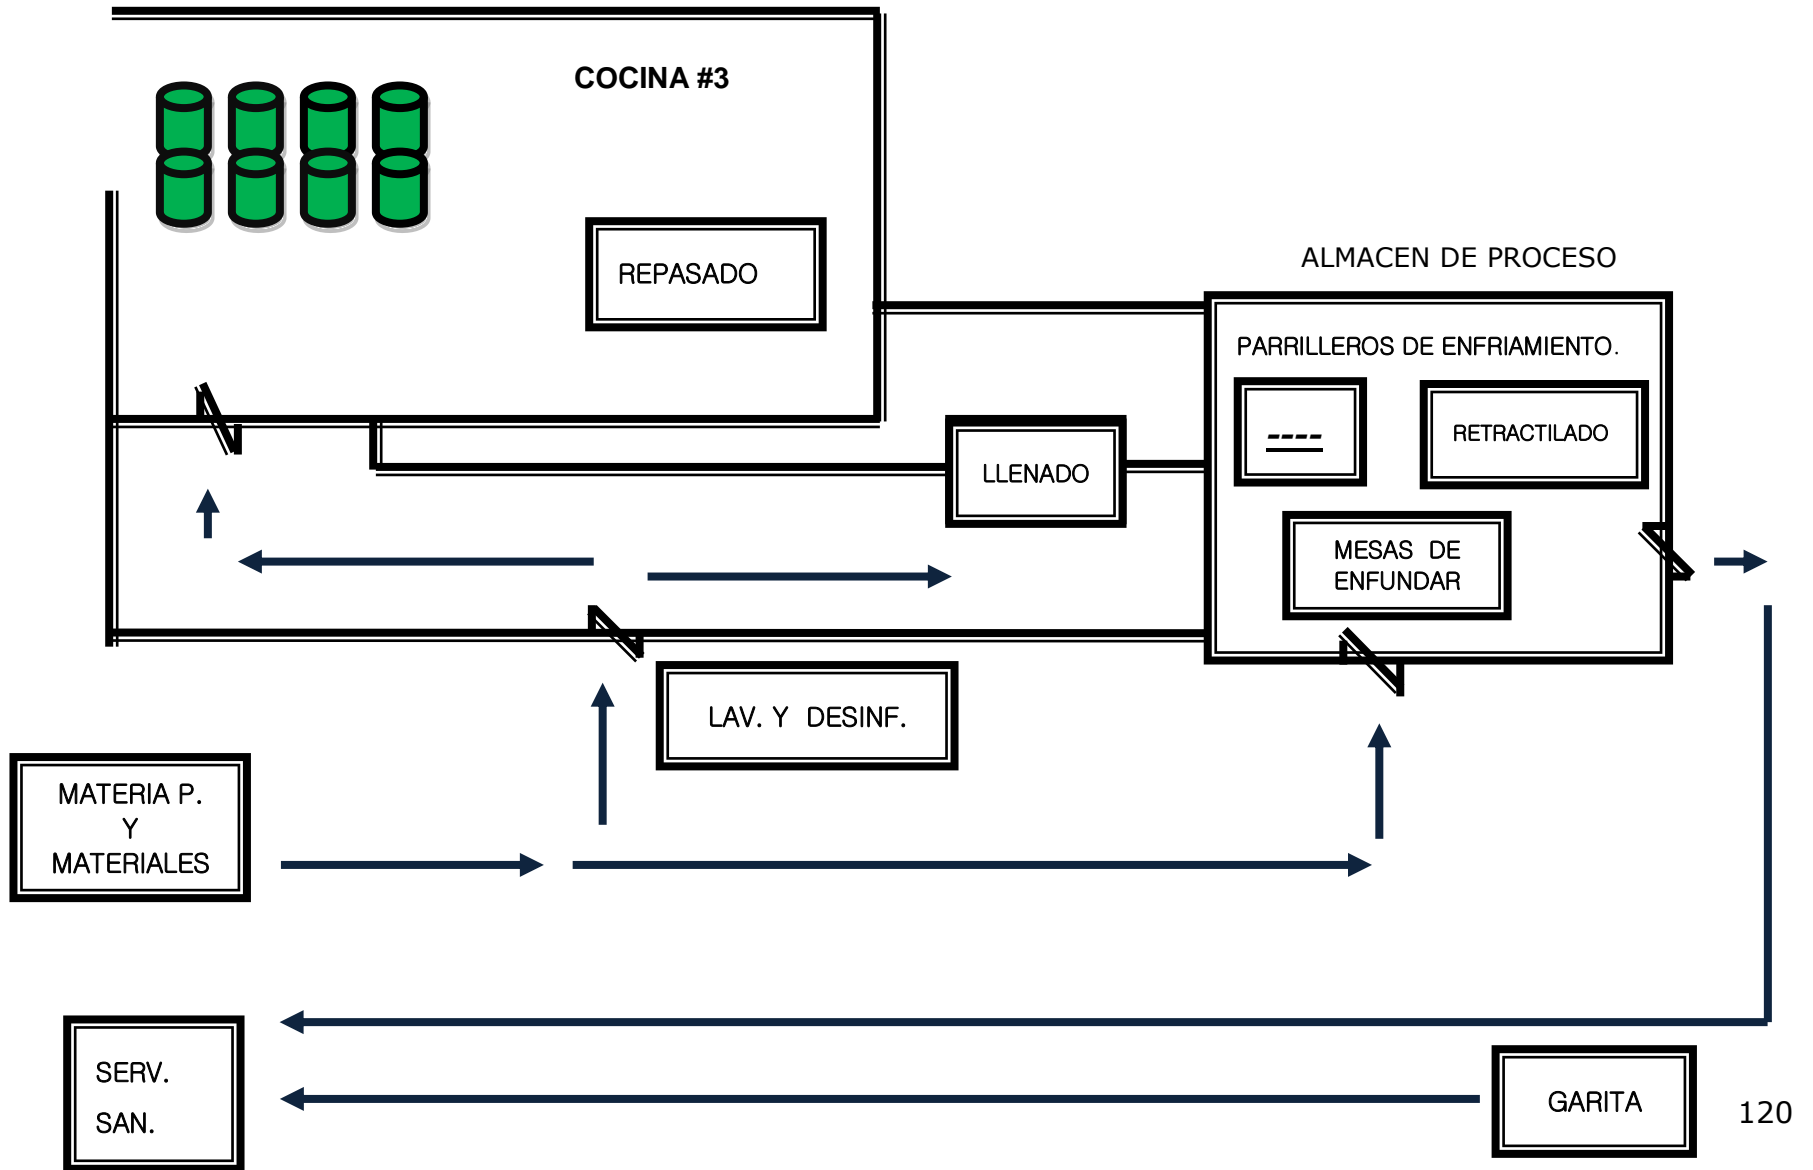 COCINA #3
REPASADO
ALMACEN DE PROCESO
PARRILLEROS DE ENFRIAMIENTO.
----
RETRACTILADO
LLENADO
MESAS DE
ENFUNDAR
LAV. Y DESINF.
MATERIA P.
Y
MATERIALES
SERV.
SAN.
GARITA
120